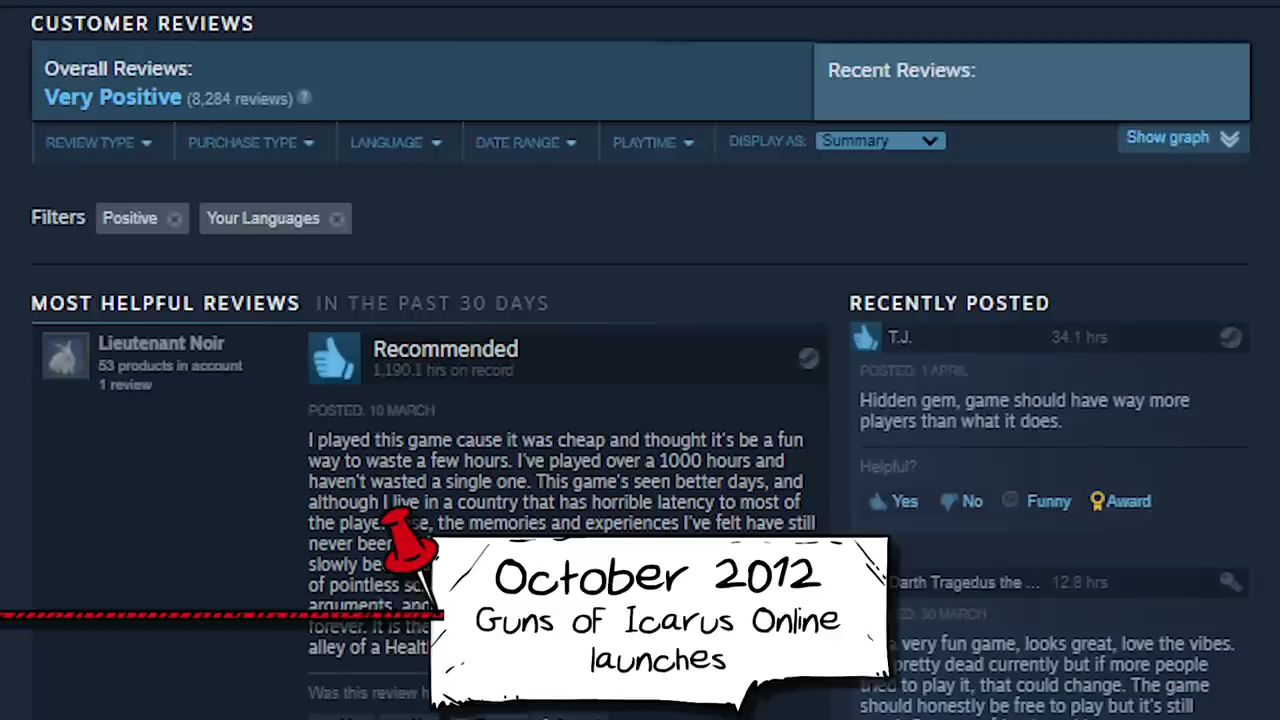 CUSTOMER REVIEWS
Overall Reviews:
Very Positive (8,284 reviews) ?
Recent Reviews:
REVIEW TYPE PURCHASE TYPE LANGUAGE DATE RANGE PLAYTIME DISPLAY AS: Summary Show graph
Filters Positive Your Languages
MOST HELPFUL REVIEWS IN THE PAST 30 DAYS
Lieutenant Noir
53 products in account
1 review
Recommended
1,190.1 hrs on record
POSTED: 10 MARCH
I played this game cause it was cheap and thought it's be a fun
way to waste a few hours. I've played over a 1000 hours and
haven't wasted a single one. This game's seen better days, and
although I live in a country that has horrible latency to most of
the the memories and experiences I've felt have still
never been
slowly
of pointless
arguments, and
forever. It is the
alley of a
Was this review
RECENTLY POSTED
T.J. 34.1 hrs
POSTED: 1 APRIL
Hidden gem, game should have way more
players than what it does.
Helpful?
Yes No Funny Award
Darth Tragedus the ... 12.8 hrs
30 MARCH
very fun game, looks great, love the vibes.
pretty dead currently but if more people
tried to play it, that could change. The game
should honestly be free to play but it's still
October 2012
Guns of Icarus Online
launches